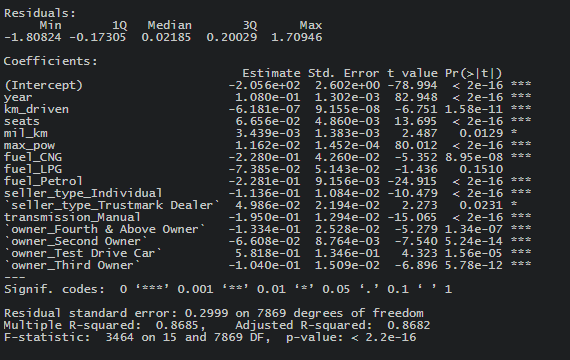 Residuals:
     Min       1Q   Median       3Q      Max
-1.80824 -0.17305  0.02185  0.20029  1.70946

Coefficients:
                               Estimate Std. Error t value Pr(>|t|)
(Intercept)                  -2.056e+02  2.602e+00 -78.994  < 2e-16 ***
year                          1.080e-01  1.302e-03  82.948  < 2e-16 ***
km_driven                    -6.181e-07  9.155e-08  -6.751 1.58e-11 ***
seats                         6.656e-02  4.860e-03  13.695  < 2e-16 ***
mil_km                        3.439e-03  1.383e-03   2.487   0.0129 *
max_pow                       1.162e-02  1.452e-04  80.012  < 2e-16 ***
fuel_CNG                     -2.280e-01  4.260e-02  -5.352 8.95e-08 ***
fuel_LPG                     -7.385e-02  5.143e-02  -1.436   0.1510
fuel_Petrol                  -2.281e-01  9.156e-03 -24.915  < 2e-16 ***
seller_type_Individual       -1.136e-01  1.084e-02 -10.479  < 2e-16 ***
`seller_type_Trustmark Dealer`  4.986e-02  2.194e-02   2.273   0.0231 *
transmission_Manual          -1.950e-01  1.294e-02 -15.065  < 2e-16 ***
`owner_Fourth & Above Owner` -1.334e-01  2.528e-02  -5.279 1.34e-07 ***
`owner_Second Owner`         -6.608e-02  8.764e-03  -7.540 5.24e-14 ***
`owner_Test Drive Car`        5.818e-01  1.346e-01   4.323 1.56e-05 ***
`owner_Third Owner`          -1.040e-01  1.509e-02  -6.896 5.78e-12 ***
---
Signif. codes:  0 ‘***’ 0.001 ‘**’ 0.01 ‘*’ 0.05 ‘.’ 0.1 ‘ ’ 1

Residual standard error: 0.2999 on 7869 degrees of freedom
Multiple R-squared:  0.8685,	Adjusted R-squared:  0.8682
F-statistic:  3464 on 15 and 7869 DF,  p-value: < 2.2e-16